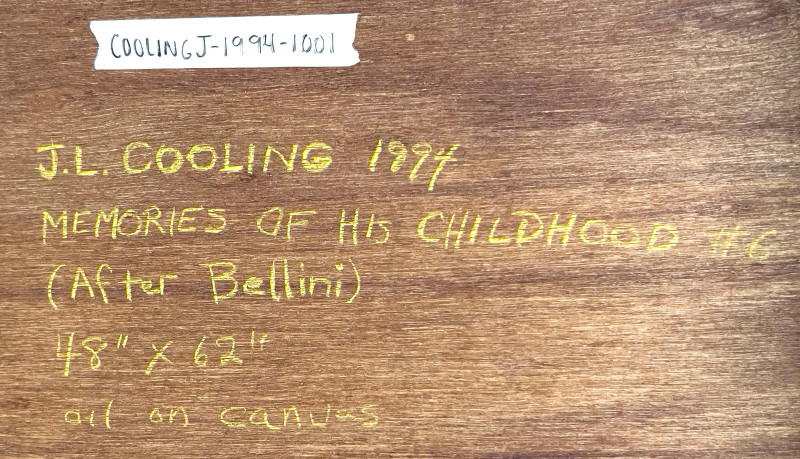 COOLINGJ-1994-1001
J.L. COOLING 1994
MEMORIES OF HIS CHILDHOOD #6
(After Bellini)
48" x 62"
oil on canvas